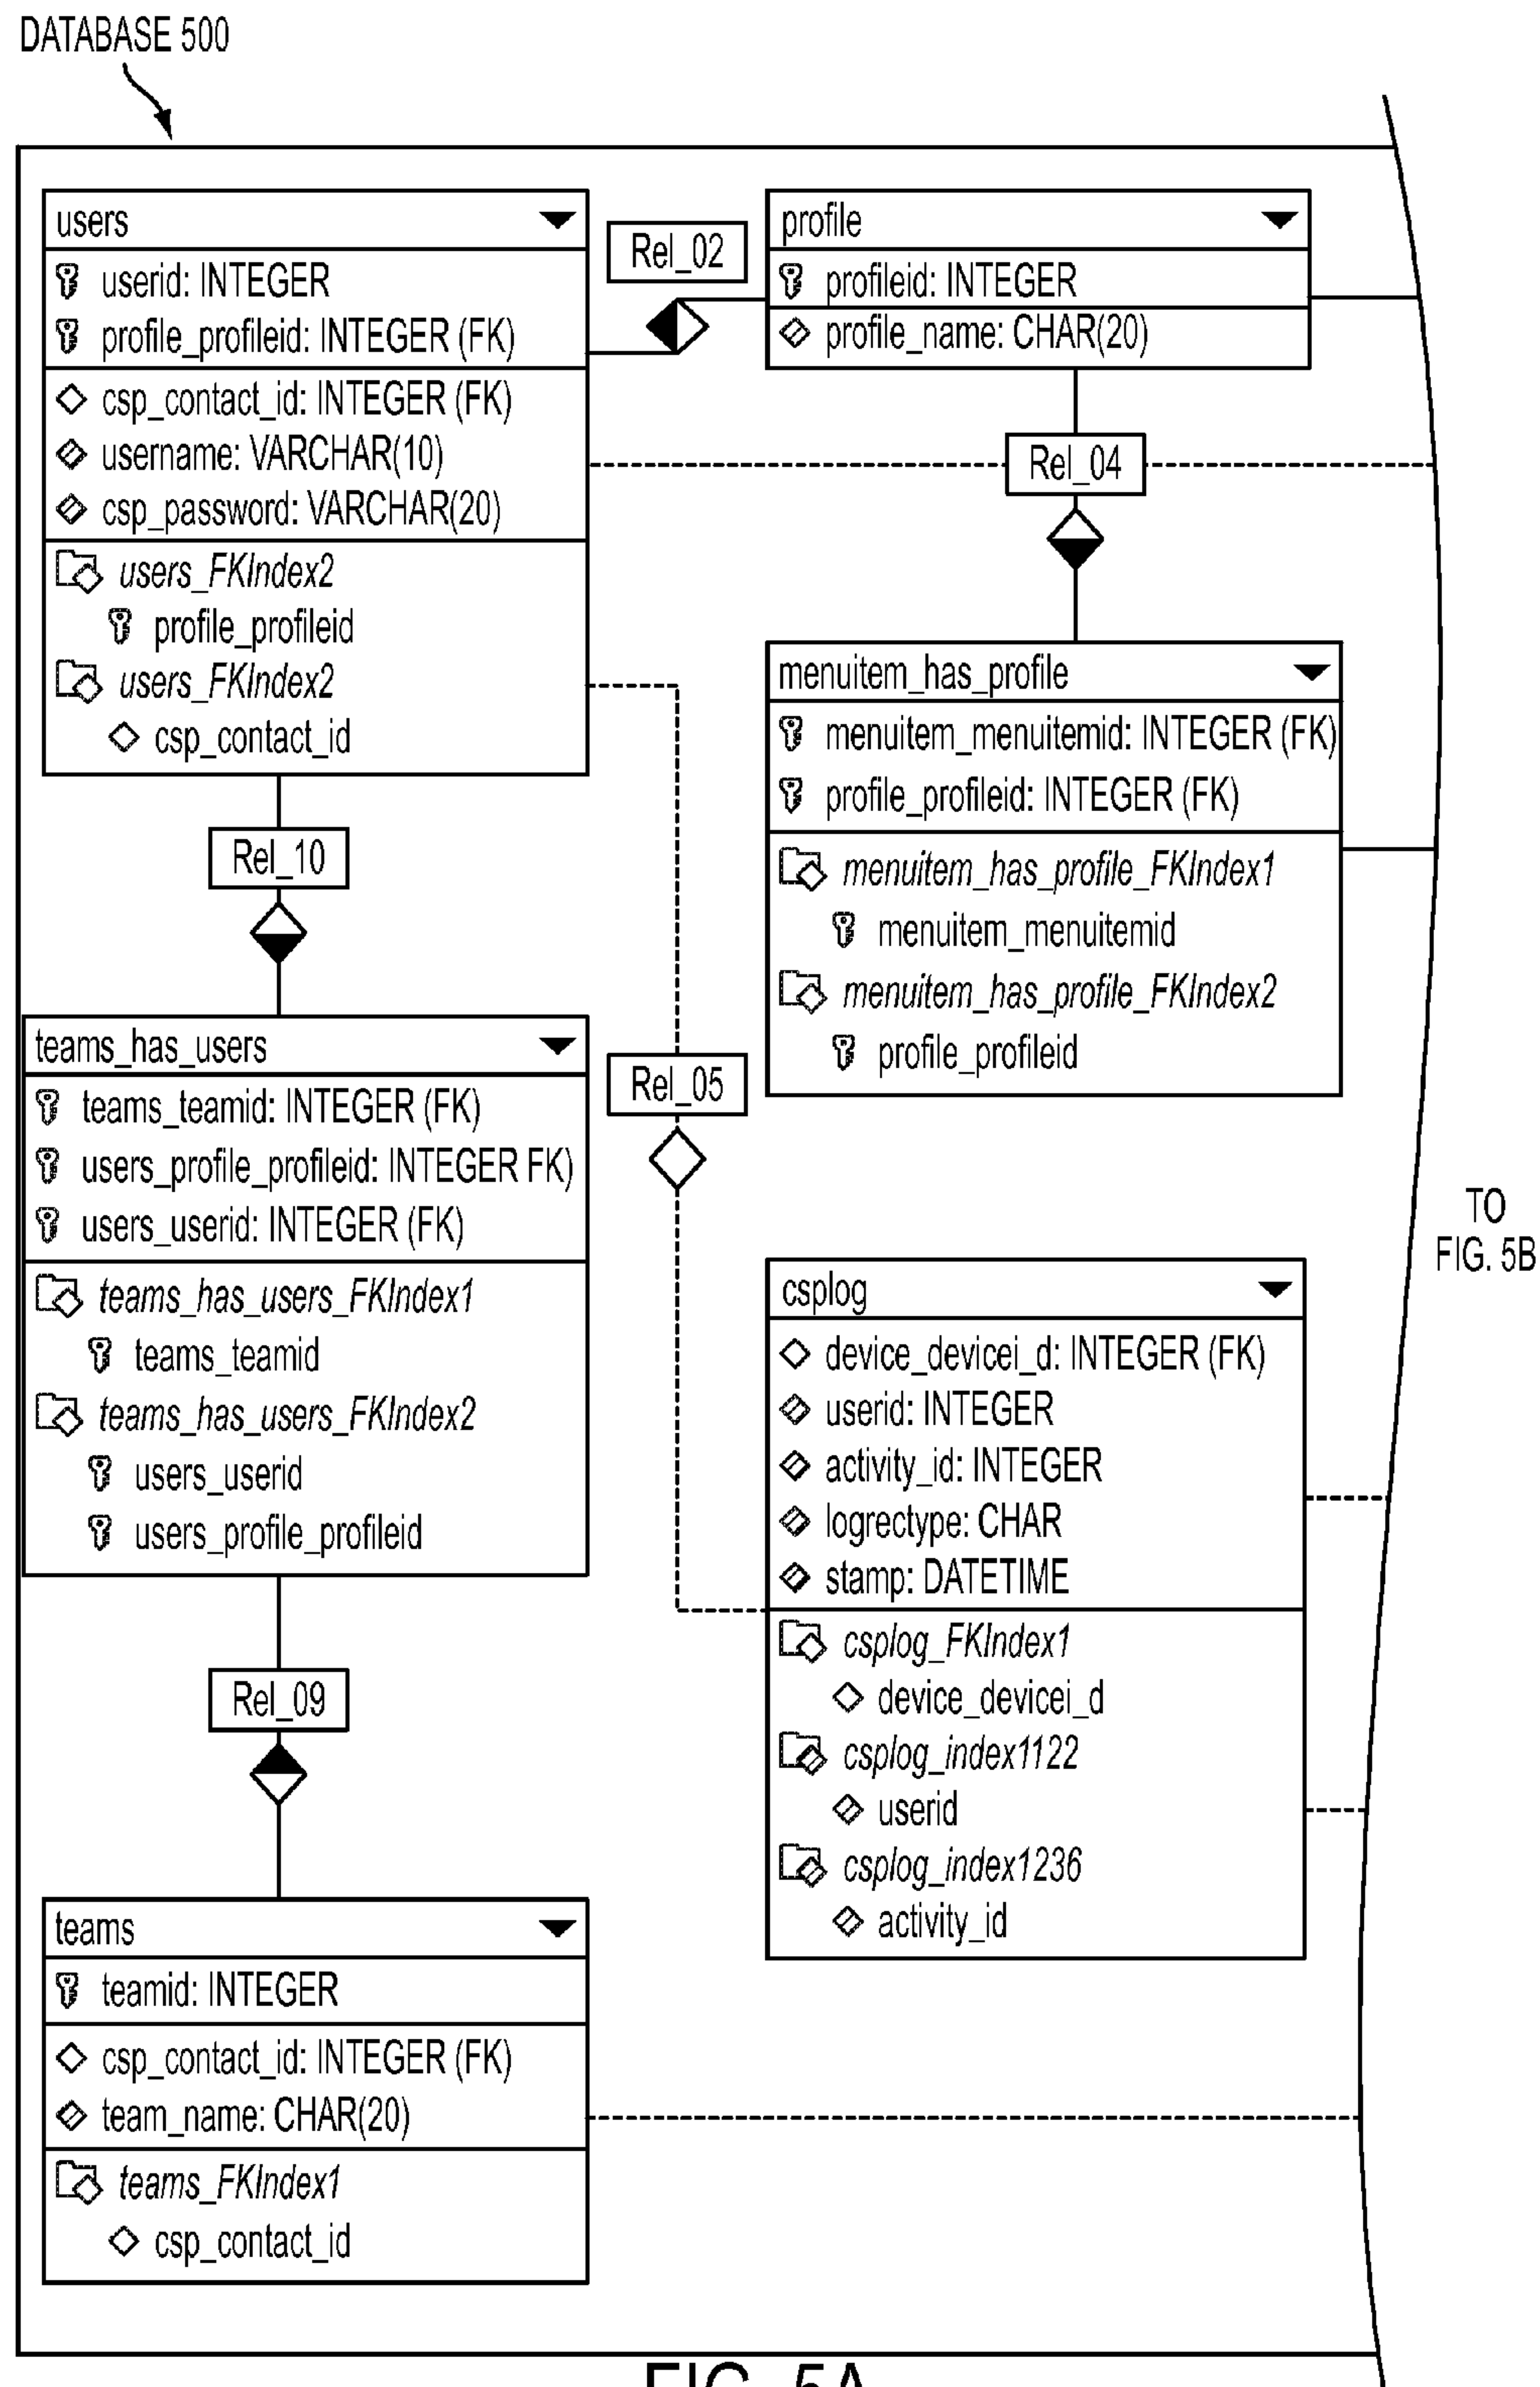 DATABASE 500
users
userid: INTEGER
profile_profileid: INTEGER (FK)
csp_contact_id: INTEGER (FK)
username: VARCHAR(10)
csp_password: VARCHAR(20)
users_FKIndex2
profile_profileid
users_FKIndex2
csp_contact_id
Rel_02
profile
profileid: INTEGER
profile_name: CHAR(20)
Rel_04
menuitem_has_profile
menuitem_menuitemid: INTEGER (FK)
profile_profileid: INTEGER (FK)
menuitem_has_profile_FKIndex1
menuitem_menuitemid
menuitem_has_profile_FKIndex2
profile_profileid
Rel_10
teams_has_users
teams_teamid: INTEGER (FK)
users_profile_profileid: INTEGER FK)
users_userid: INTEGER (FK)
teams_has_users_FKIndex1
teams_teamid
teams_has_users_FKIndex2
users_userid
users_profile_profileid
Rel_05
csplog
device_devicei_d: INTEGER (FK)
userid: INTEGER
activity_id: INTEGER
logrectype: CHAR
stamp: DATETIME
csplog_FKIndex1
device_devicei_d
csplog_index1122
userid
csplog_index1236
activity_id
TO
FIG. 5B
Rel_09
teams
teamid: INTEGER
csp_contact_id: INTEGER (FK)
team_name: CHAR(20)
teams_FKIndex1
csp_contact_id
FIG. 5A